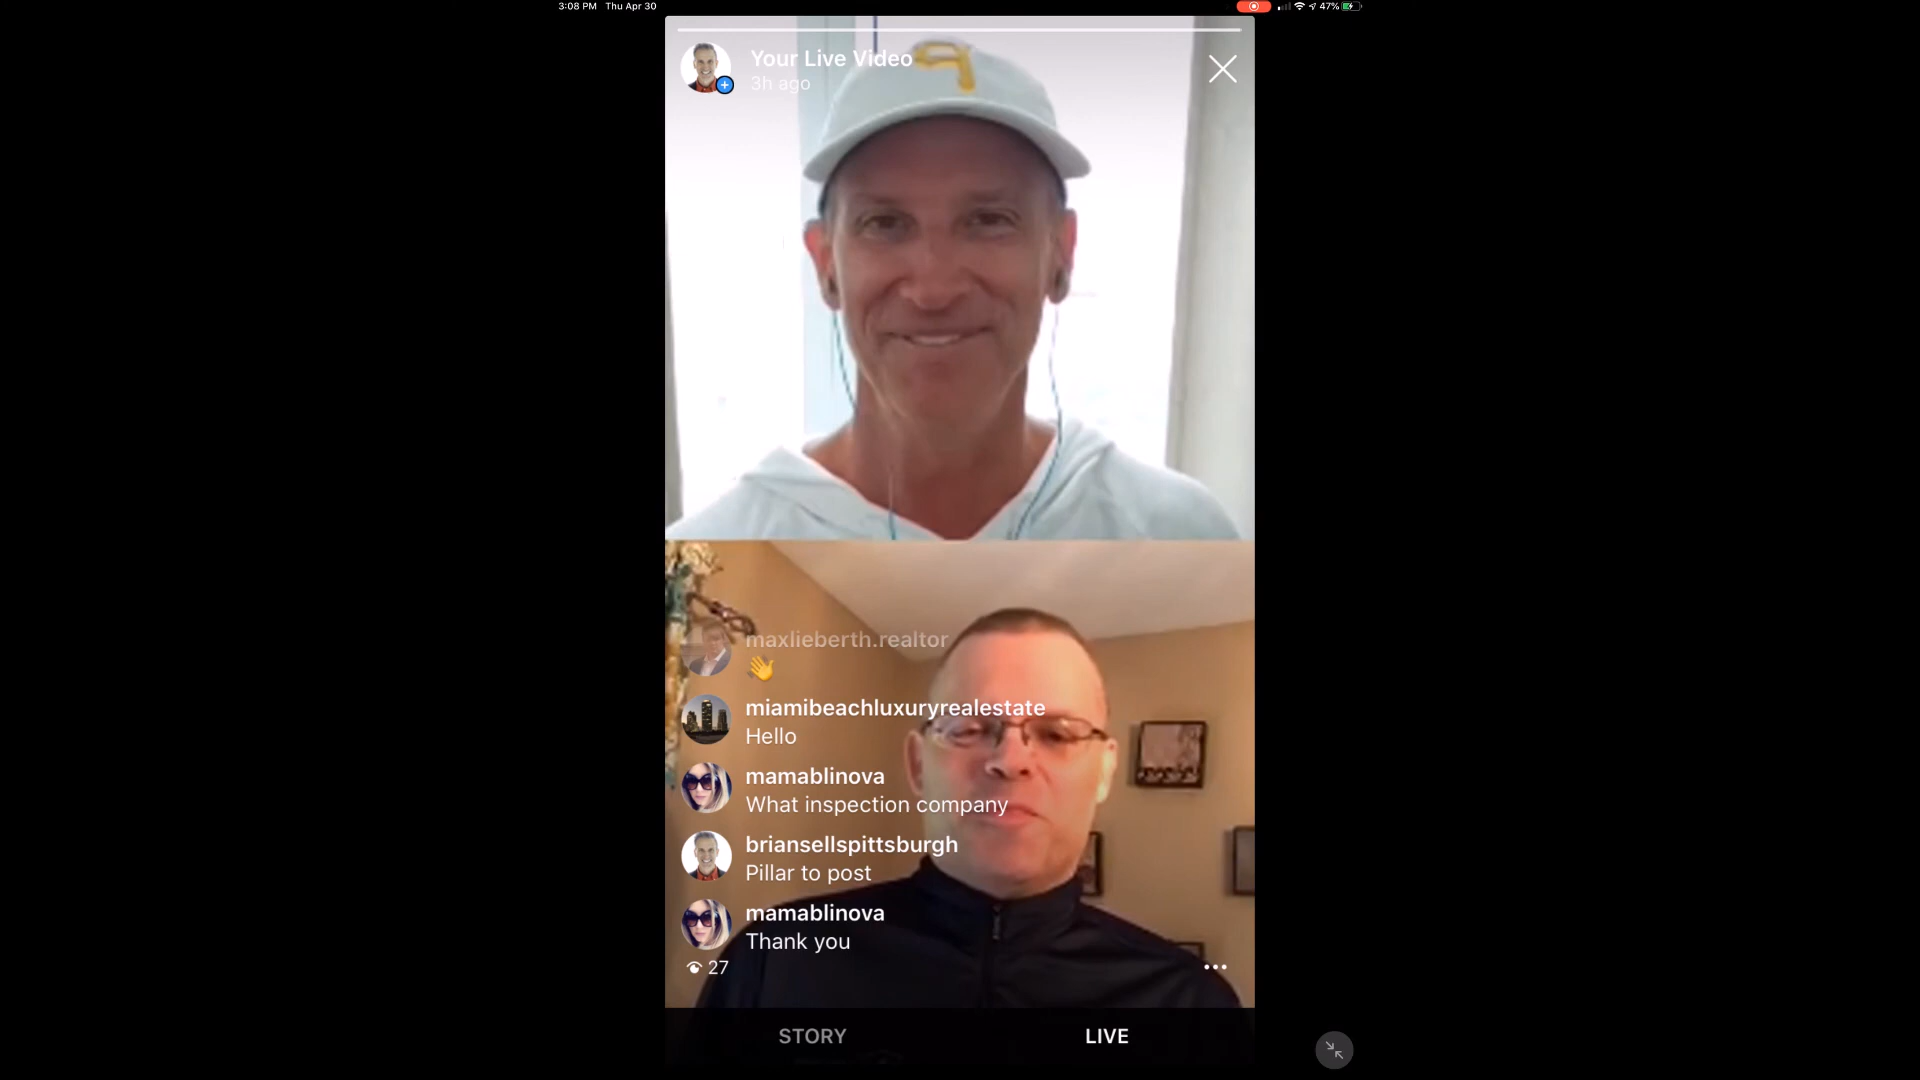 3:08 PM Thu Apr 30
47%
Your Live Video
3h ago
maxlieberth.realtor
👋
miamibeachluxuryrealestate
Hello
mamablinova
What inspection company
briansellspittsburgh
Pillar to post
mamablinova
Thank you
27
STORY LIVE